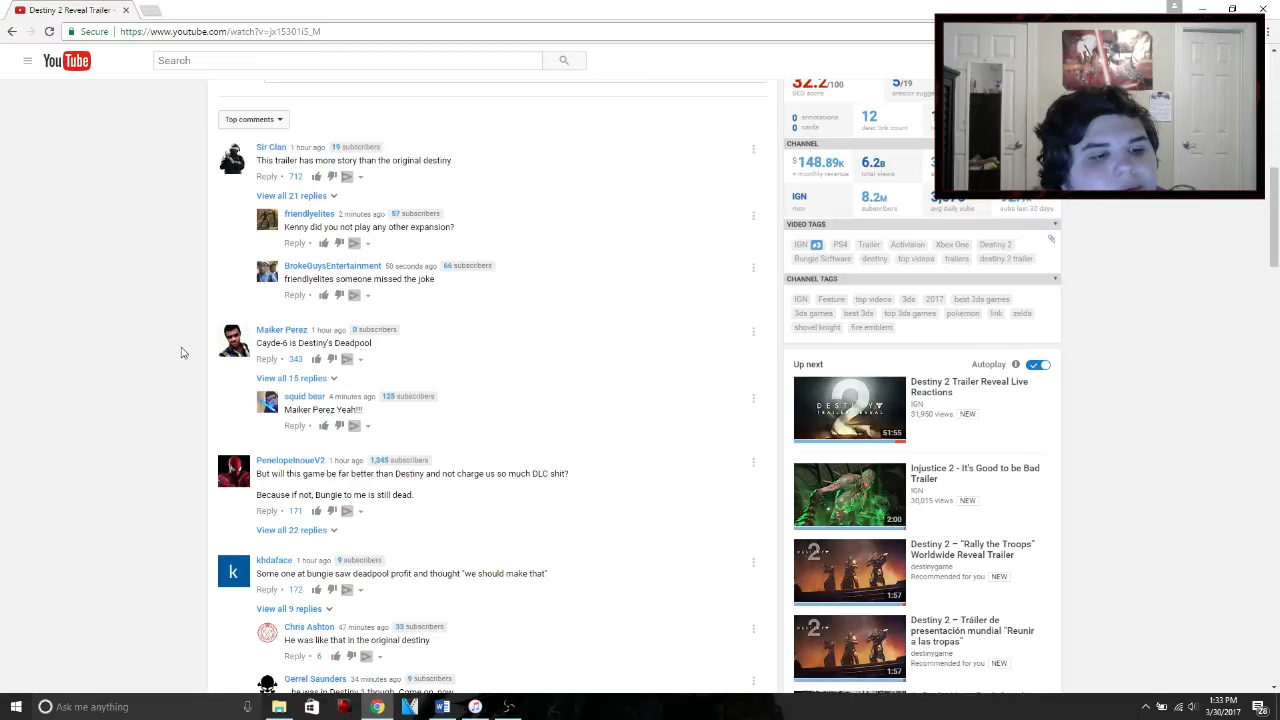 Destiny 2
Secure https://www.youtube.com/watch?v=jx15301iS_M
YouTube
Search
32.2/100
SEO score
5/19
creator sugge
0 annotations
0 cards
12
desc link count
CHANNEL
$148.89K
≈ monthly revenue
6.2B
total views
IGN
mcn
8.2M
subscribers
avg daily subs
subs last 30 days
VIDEO TAGS
IGN #3 PS4 Trailer Activision Xbox One Destiny 2
Bungie Software destiny top videos trailers destiny 2 trailer
CHANNEL TAGS
IGN Feature top videos 3ds 2017 best 3ds games
3ds games best 3ds top 3ds games pokemon link zelda
shovel knight fire emblem
Top comments
Sir Clan 1 hour ago 19 subscribers
This trailer has more story than the original destiny
Reply 712
View all 21 replies
friendlyelites 2 minutes ago 57 subscribers
Kenny did you not play any of the expansion?
Reply
BrokeGuysEntertainment 50 seconds ago 66 subscribers
friendlyelites someone missed the joke
Reply
Maiker Perez 1 hour ago 0 subscribers
Cayde-6 is Destiny's Deadpool
Reply 343
View all 15 replies
squid bear 4 minutes ago 125 subscribers
Maiker Perez Yeah!!!
Reply
PenelopeInoueV2 1 hour ago 1,345 subscribers
But will this game be far better than Destiny and not charge us so much DLC shit?
Because if not, Bungie to me is still dead.
Reply 171
View all 22 replies
khdaface 1 hour ago 9 subscribers
Some one at bungie saw deadpool profit and thought "we should make that"
Reply 172
View all 9 replies
Chris Ashton 47 minutes ago 33 subscribers
He was like that in the original destiny
Reply 6
Gerrel Saunders 34 minutes ago 9 subscribers
Up next
Autoplay
DESTINY 2
TRAILER REVEAL
51:55
Destiny 2 Trailer Reveal Live
Reactions
IGN
31,950 views NEW
2:00
Injustice 2 - It's Good to be Bad
Trailer
IGN
30,015 views NEW
DESTINY 2
1:57
Destiny 2 – "Rally the Troops"
Worldwide Reveal Trailer
destinygame
Recommended for you NEW
DESTINY 2
1:57
Destiny 2 – Tráiler de
presentación mundial "Reunir
a las tropas"
destinygame
Recommended for you NEW
Ask me anything
1:33 PM
3/30/2017
28